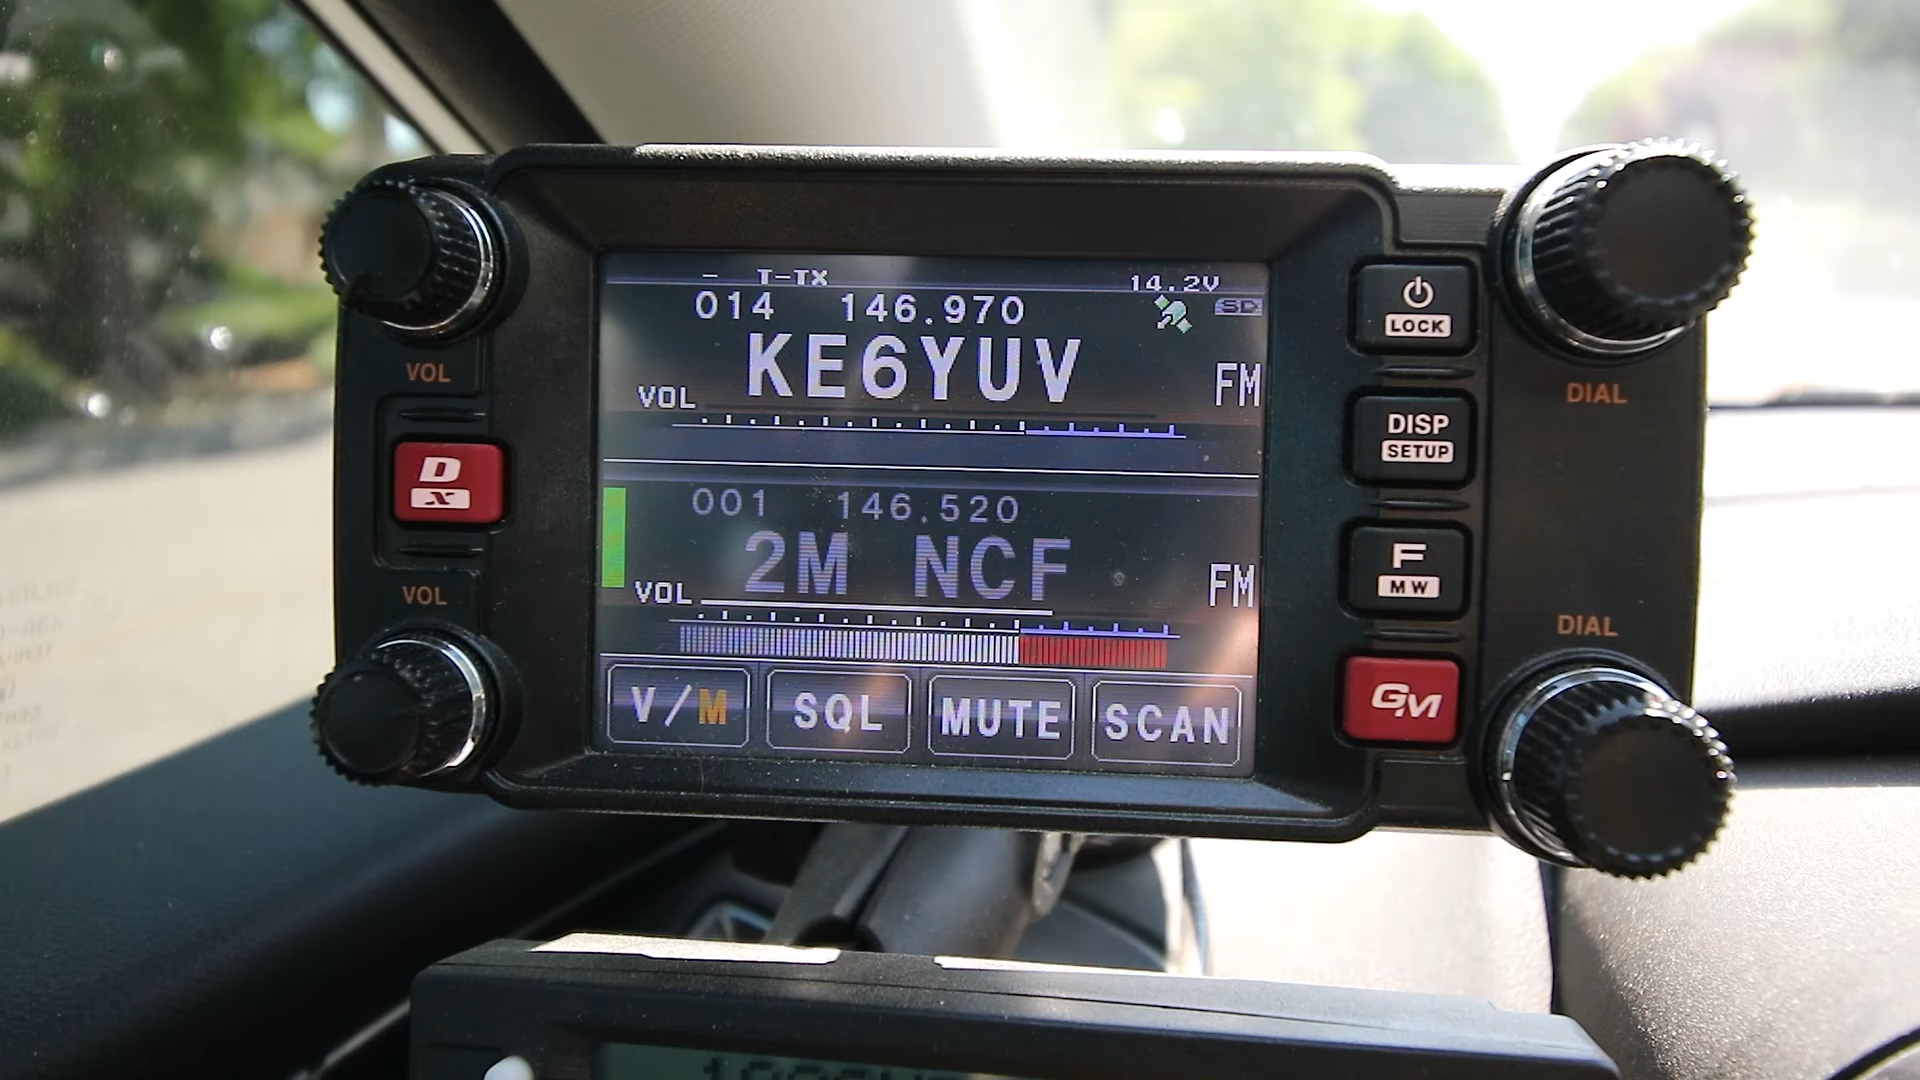 − T-TX 14.2V
014 146.970 SD
KE6YUV
VOL FM
001 146.520
2M NCF
VOL FM
V/M SQL MUTE SCAN
VOL
D
X
VOL
LOCK
DISP
SETUP
F
MW
GM
DIAL
DIAL